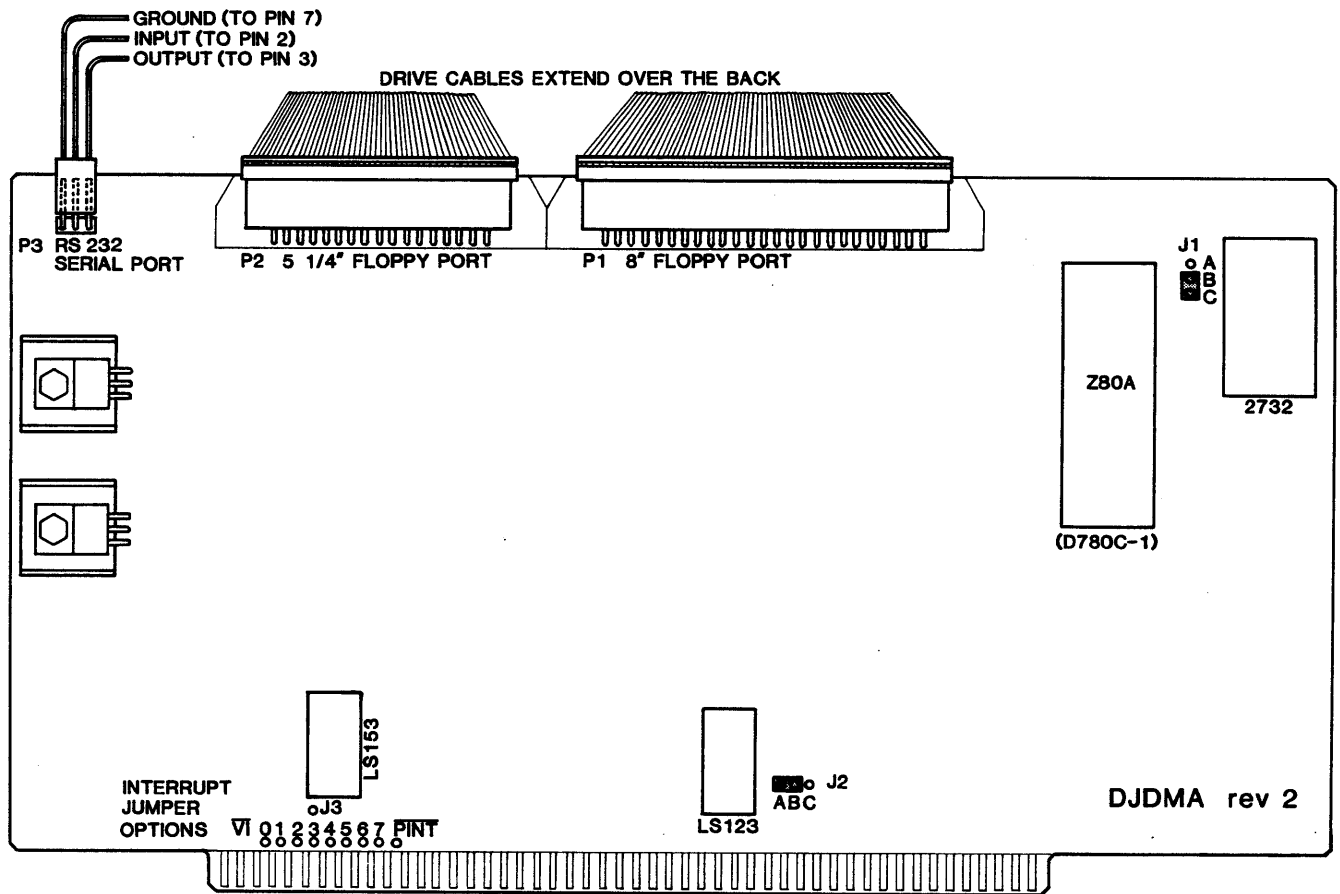 GROUND (TO PIN 7)
INPUT (TO PIN 2)
OUTPUT (TO PIN 3)
DRIVE CABLES EXTEND OVER THE BACK
P3 RS 232
SERIAL PORT
P2 5 1/4" FLOPPY PORT
P1 8" FLOPPY PORT
J1
A
B
C
Z80A
2732
(D780C-1)
LS153
INTERRUPT
JUMPER
OPTIONS
J3
VI 0 1 2 3 4 5 6 7 PINT
LS123
J2
ABC
DJDMA rev 2